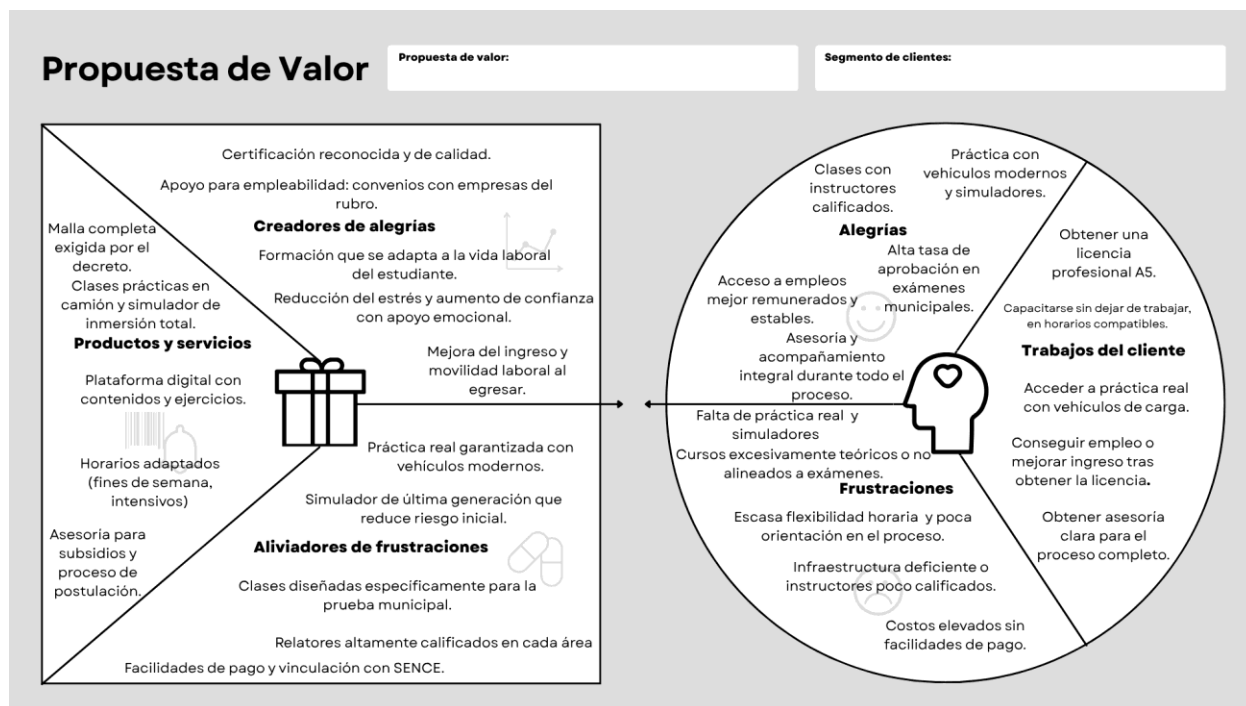 Propuesta de Valor
Propuesta de valor:
Segmento de clientes:
Certificación reconocida y de calidad.
Apoyo para empleabilidad: convenios con empresas del
rubro.
Creadores de alegrías
Formación que se adapta a la vida laboral
del estudiante.
Reducción del estrés y aumento de confianza
con apoyo emocional.
Mejora del ingreso y
movilidad laboral al
egresar.
Malla completa
exigida por el
decreto.
Clases prácticas en
camión y simulador de
inmersión total.
Productos y servicios
Plataforma digital con
contenidos y ejercicios.
Horarios adaptados
(fines de semana,
intensivos)
Asesoría para
subsidios y
proceso de
postulación.
Práctica real garantizada con
vehículos modernos.
Simulador de última generación que
reduce riesgo inicial.
Aliviadores de frustraciones
Clases diseñadas específicamente para la
prueba municipal.
Relatores altamente calificados en cada área
Facilidades de pago y vinculación con SENCE.
Clases con
instructores
calificados.
Práctica con
vehículos modernos
y simuladores.
Alegrías
Alta tasa de
aprobación en
exámenes
municipales.
Acceso a empleos
mejor remunerados y
estables.
Asesoría y
acompañamiento
integral durante todo el
proceso.
Obtener una
licencia
profesional A5.
Capacitarse sin dejar de trabajar,
en horarios compatibles.
Trabajos del cliente
Acceder a práctica real
con vehículos de carga.
Conseguir empleo o
mejorar ingreso tras
obtener la licencia.
Obtener asesoría
clara para el
proceso completo.
Falta de práctica real y
simuladores
Cursos excesivamente teóricos o no
alineados a exámenes.
Frustraciones
Escasa flexibilidad horaria y poca
orientación en el proceso.
Infraestructura deficiente o
instructores poco calificados.
Costos elevados sin
facilidades de pago.